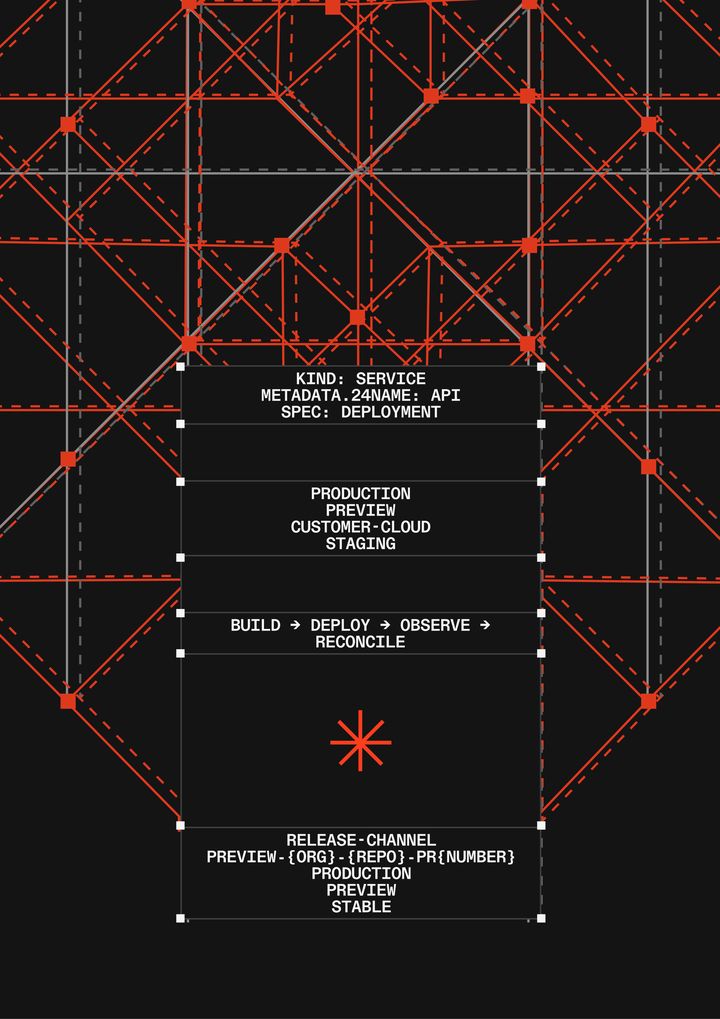 KIND: SERVICE
METADATA.24NAME: API
SPEC: DEPLOYMENT
PRODUCTION
PREVIEW
CUSTOMER-CLOUD
STAGING
BUILD → DEPLOY → OBSERVE →
RECONCILE
RELEASE-CHANNEL
PREVIEW-{ORG}-{REPO}-PR{NUMBER}
PRODUCTION
PREVIEW
STABLE